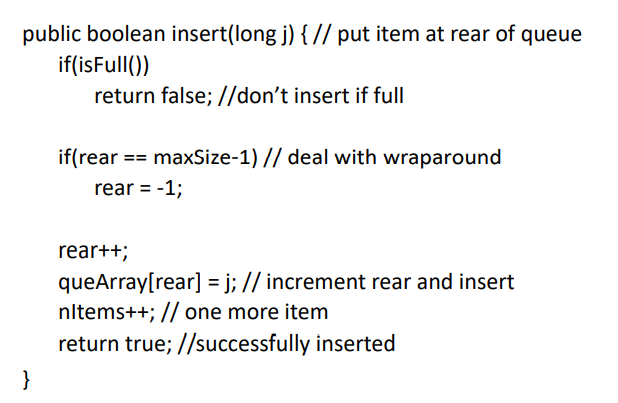 public boolean insert(long j) { // put item at rear of queue
if(isFull())
return false; //don’t insert if full
if(rear == maxSize-1) // deal with wraparound
rear = -1;
rear++;
queArray[rear] = j; // increment rear and insert
nItems++; // one more item
return true; //successfully inserted
}